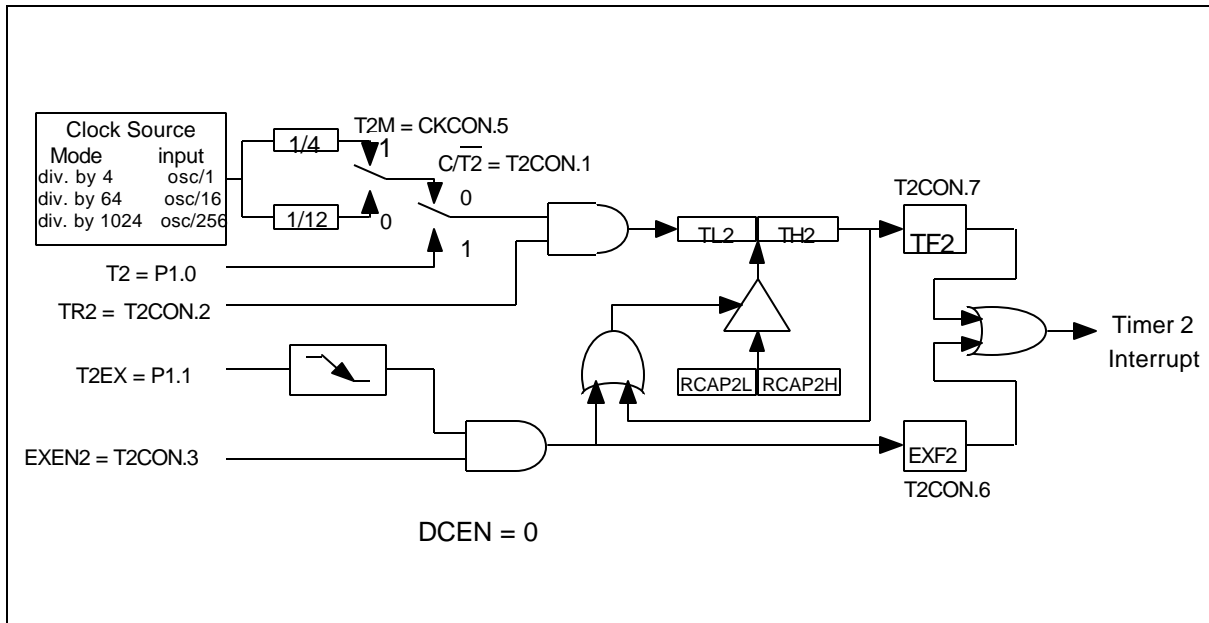 Clock Source
Mode input
div. by 4 osc/1
div. by 64 osc/16
div. by 1024 osc/256
1/4
1/12
T2M = CKCON.5
1
0
C/T2 = T2CON.1
0
1
T2 = P1.0
TR2 = T2CON.2
T2EX = P1.1
EXEN2 = T2CON.3
TL2 TH2
RCAP2L RCAP2H
T2CON.7
TF2
EXF2
T2CON.6
Timer 2
Interrupt
DCEN = 0